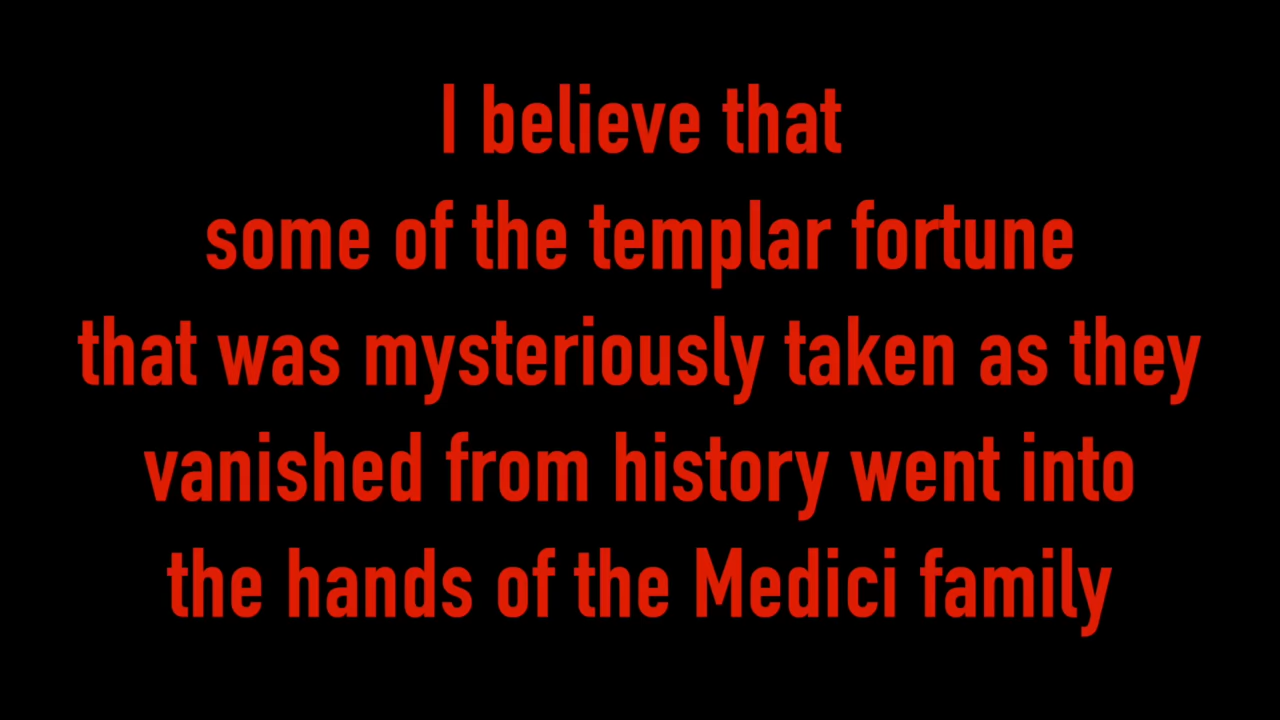 I believe that
some of the templar fortune
that was mysteriously taken as they
vanished from history went into
the hands of the Medici family